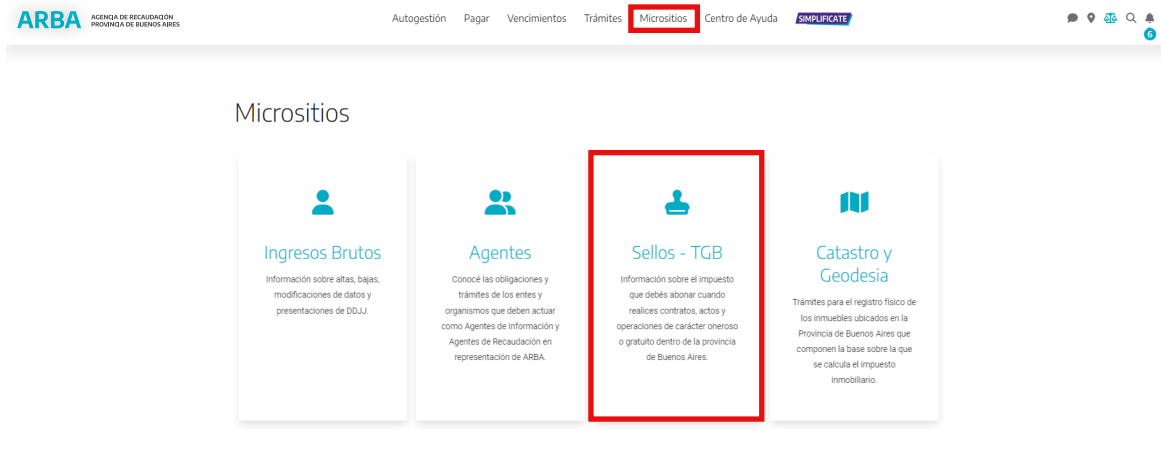 ARBA AGENCIA DE RECAUDACIÓN
PROVINCIA DE BUENOS AIRES
Autogestión Pagar Vencimientos Trámites Micrositios Centro de Ayuda SIMPLIFICATE
6
Micrositios
Ingresos Brutos
Información sobre altas, bajas,
modificaciones de datos y
presentaciones de DDJJ.
Agentes
Conocé las obligaciones y
trámites de los entes y
organismos que deben actuar
como Agentes de Información y
Agentes de Recaudación en
representación de ARBA.
Sellos - TGB
Información sobre el impuesto
que debés abonar cuando
realices contratos, actos y
operaciones de carácter oneroso
o gratuito dentro de la provincia
de Buenos Aires.
Catastro y
Geodesia
Trámites para el registro físico de
los inmuebles ubicados en la
Provincia de Buenos Aires que
componen la base sobre la que
se calcula el impuesto
inmobiliario.